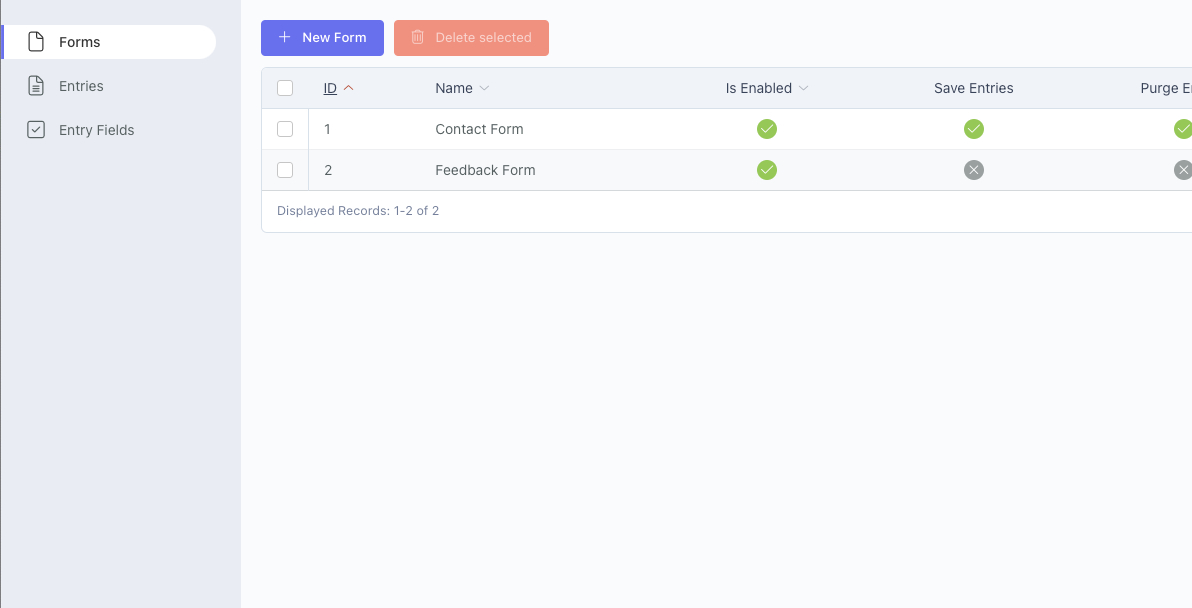 Forms
Entries
Entry Fields
New Form
Delete selected
ID Name Is Enabled Save Entries Purge
1 Contact Form
2 Feedback Form
Displayed Records: 1-2 of 2